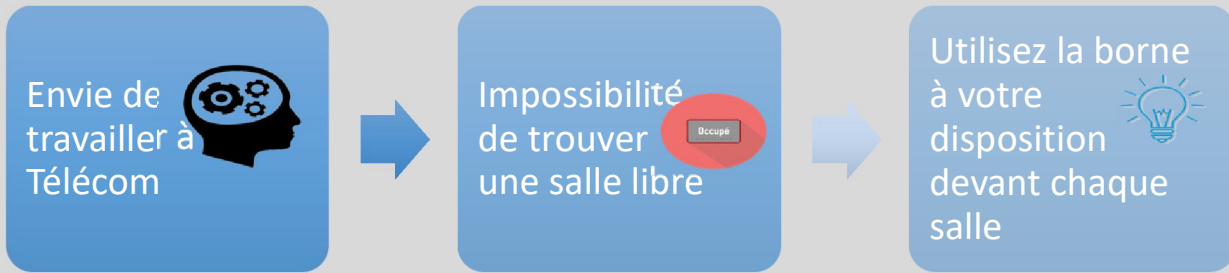 Envie de
travailler à
Télécom
Impossibilité
de trouver
une salle libre
Occupé
Utilisez la borne
à votre
disposition
devant chaque
salle